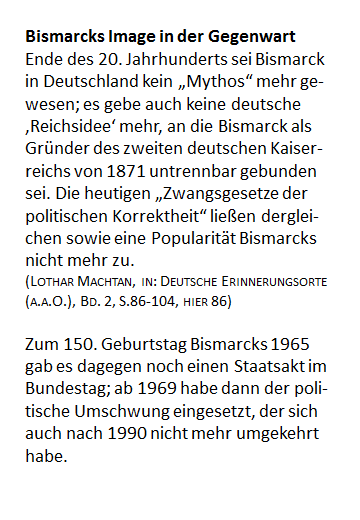 Bismarcks Image in der Gegenwart
Ende des 20. Jahrhunderts sei Bismarck
in Deutschland kein „Mythos“ mehr ge-
wesen; es gebe auch keine deutsche
‚Reichsidee‘ mehr, an die Bismarck als
Gründer des zweiten deutschen Kaiser-
reichs von 1871 untrennbar gebunden
sei. Die heutigen „Zwangsgesetze der
politischen Korrektheit“ ließen derglei-
chen sowie eine Popularität Bismarcks
nicht mehr zu.
(Lothar Machtan, in: Deutsche Erinnerungsorte
(a.a.O.), Bd. 2, S.86-104, hier 86)
Zum 150. Geburtstag Bismarcks 1965
gab es dagegen noch einen Staatsakt im
Bundestag; ab 1969 habe dann der poli-
tische Umschwung eingesetzt, der sich
auch nach 1990 nicht mehr umgekehrt
habe.